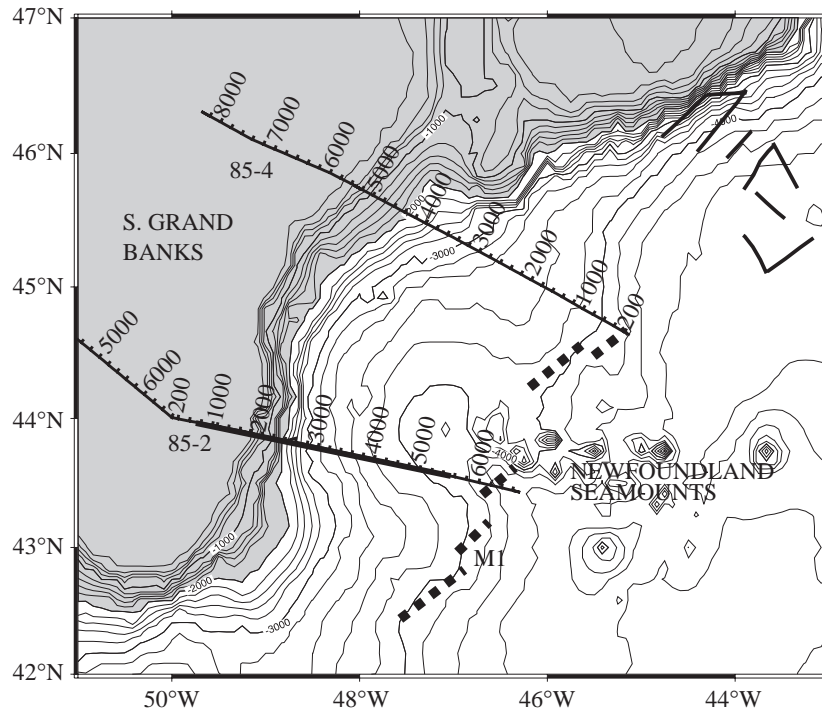 47°N
46°N
45°N
44°N
43°N
42°N
50°W
48°W
46°W
44°W
8000
7000
6000
5000
4000
3000
2000
1000
200
85-4
S. GRAND
BANKS
5000
6000
200
1000
2000
3000
4000
5000
6000
85-2
NEWFOUNDLAND
SEAMOUNTS
M1
-1000
-2000
-3000
-4000
-1000
-2000
-3000